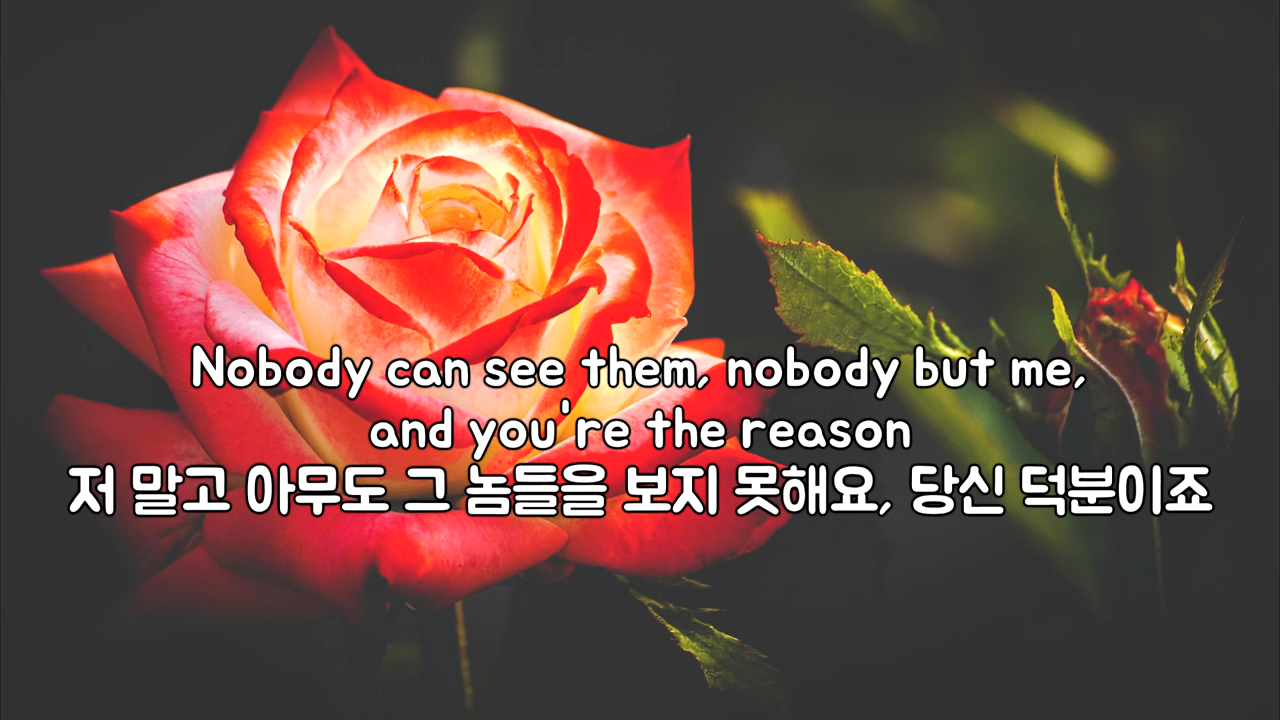 Nobody can see them, nobody but me,
and you're the reason
저 말고 아무도 그 놈들을 보지 못해요, 당신 덕분이죠